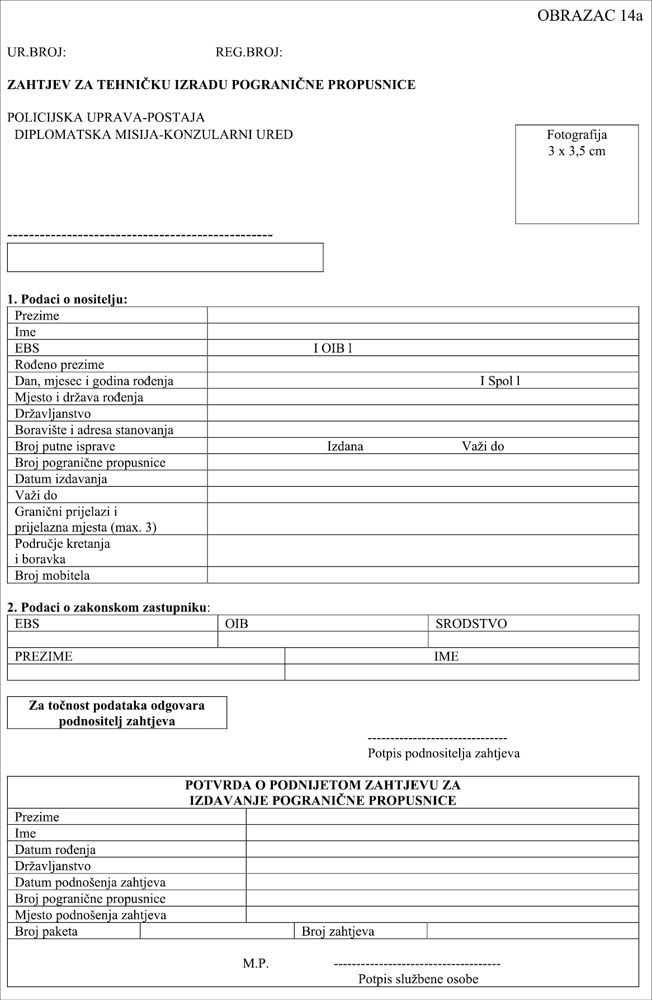 OBRAZAC 14a
UR.BROJ: REG.BROJ:
ZAHTJEV ZA TEHNIČKU IZRADU POGRANIČNE PROPUSNICE
POLICIJSKA UPRAVA-POSTAJA
DIPLOMATSKA MISIJA-KONZULARNI URED
Fotografija
3 x 3,5 cm
-----------------------------------------------
1. Podaci o nositelju:
Prezime
Ime
EBS I OIB l
Rođeno prezime
Dan, mjesec i godina rođenja I Spol l
Mjesto i država rođenja
Državljanstvo
Boravište i adresa stanovanja
Broj putne isprave Izdana Važi do
Broj pogranične propusnice
Datum izdavanja
Važi do
Granični prijelazi i
prijelazna mjesta (max. 3)
Područje kretanja
i boravka
Broj mobitela
2. Podaci o zakonskom zastupniku:
EBS OIB SRODSTVO
PREZIME IME
Za točnost podataka odgovara
podnositelj zahtjeva
-------------------------------
Potpis podnositelja zahtjeva
POTVRDA O PODNIJETOM ZAHTJEVU ZA
IZDAVANJE POGRANIČNE PROPUSNICE
Prezime
Ime
Datum rođenja
Državljanstvo
Datum podnošenja zahtjeva
Broj pogranične propusnice
Mjesto podnošenja zahtjeva
Broj paketa Broj zahtjeva
M.P. -------------------------------------
Potpis službene osobe